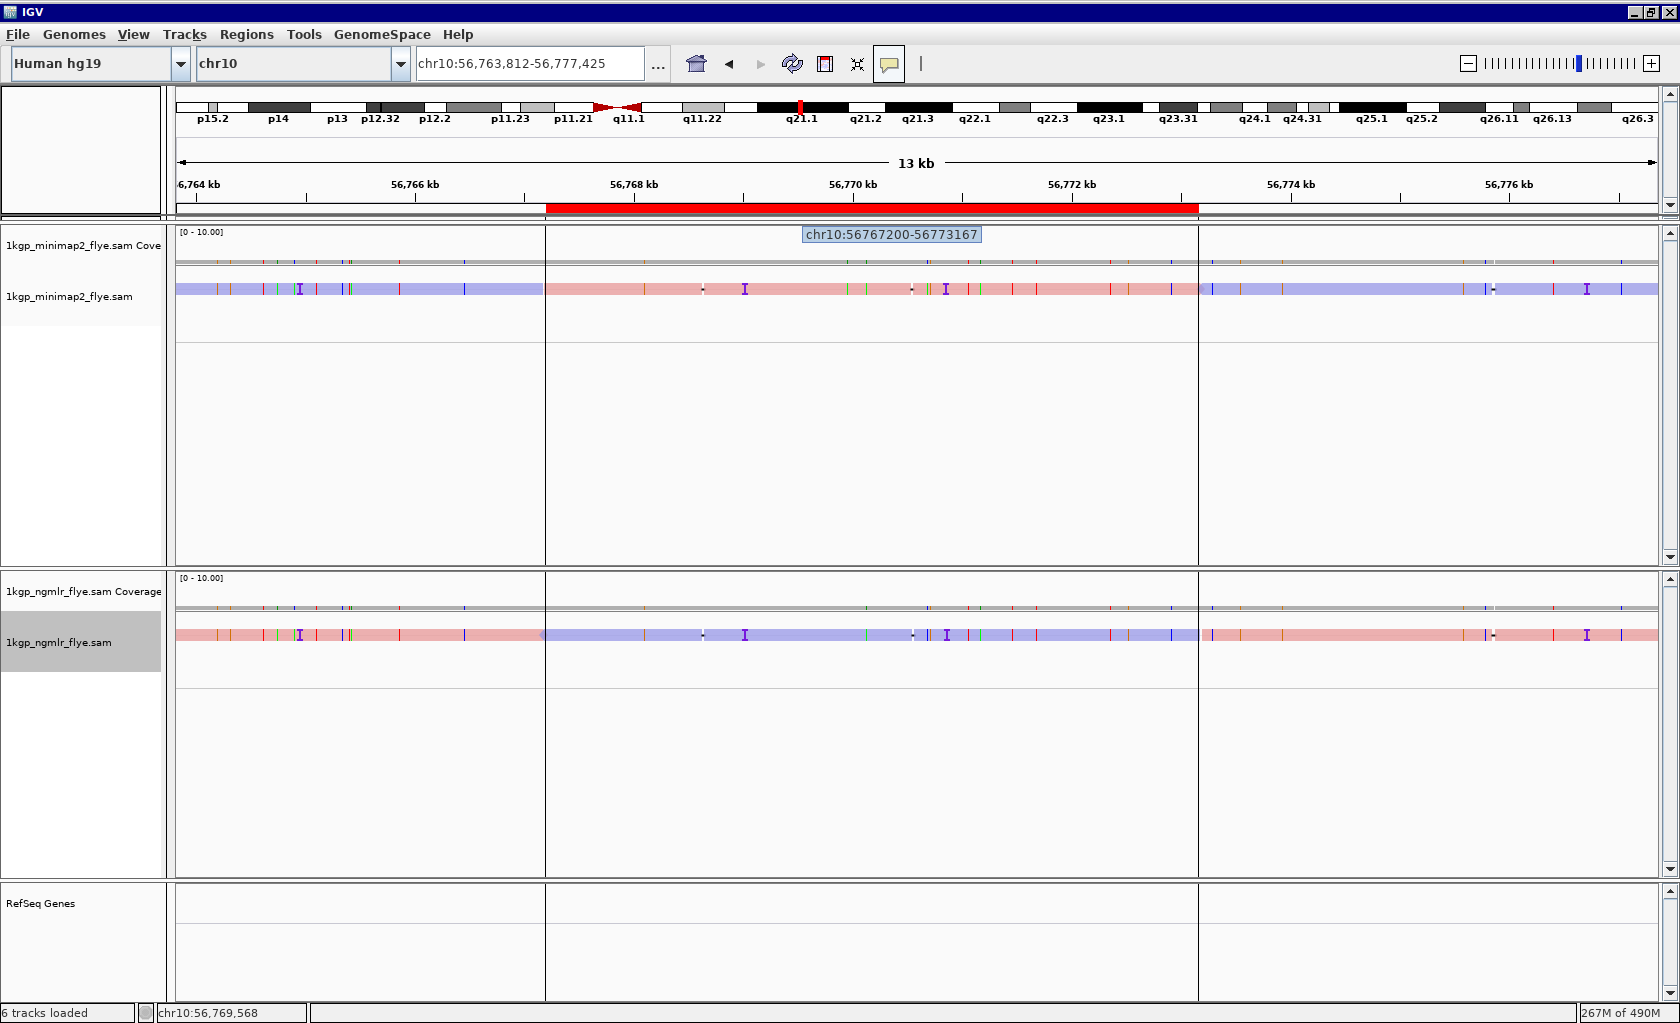 IGV
File Genomes View Tracks Regions Tools GenomeSpace Help
Human hg19 chr10 chr10:56,763,812-56,777,425 ...
p15.2 p14 p13 p12.32 p12.2 p11.23 p11.21 q11.1 q11.22 q21.1 q21.2 q21.3 q22.1 q22.3 q23.1 q23.31 q24.1 q24.31 q25.1 q25.2 q26.11 q26.13 q26.3
13 kb
6,764 kb 56,766 kb 56,768 kb 56,770 kb 56,772 kb 56,774 kb 56,776 kb
[0 - 10.00]
chr10:56767200-56773167
1kgp_minimap2_flye.sam Cove
1kgp_minimap2_flye.sam
[0 - 10.00]
1kgp_ngmlr_flye.sam Coverage
1kgp_ngmlr_flye.sam
RefSeq Genes
6 tracks loaded chr10:56,769,568 267M of 490M